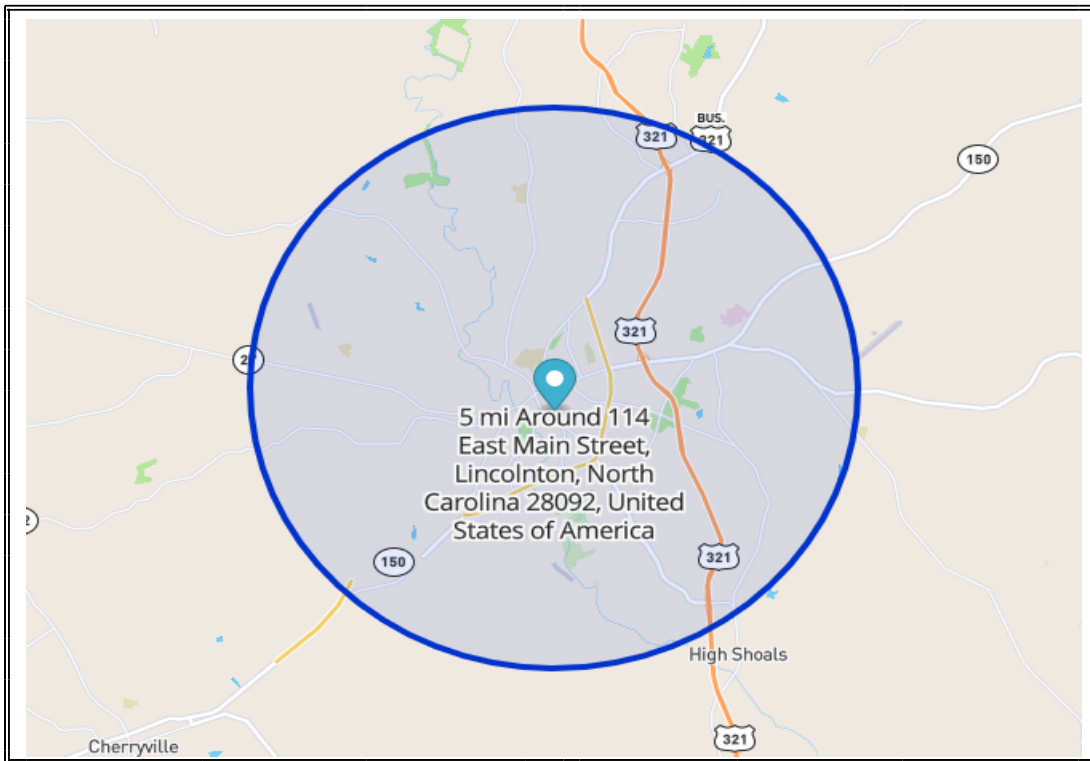 BUS.
321
321
150
321
5 mi Around 114
East Main Street,
Lincolnton, North
Carolina 28092, United
States of America
150
321
High Shoals
321
Cherryville